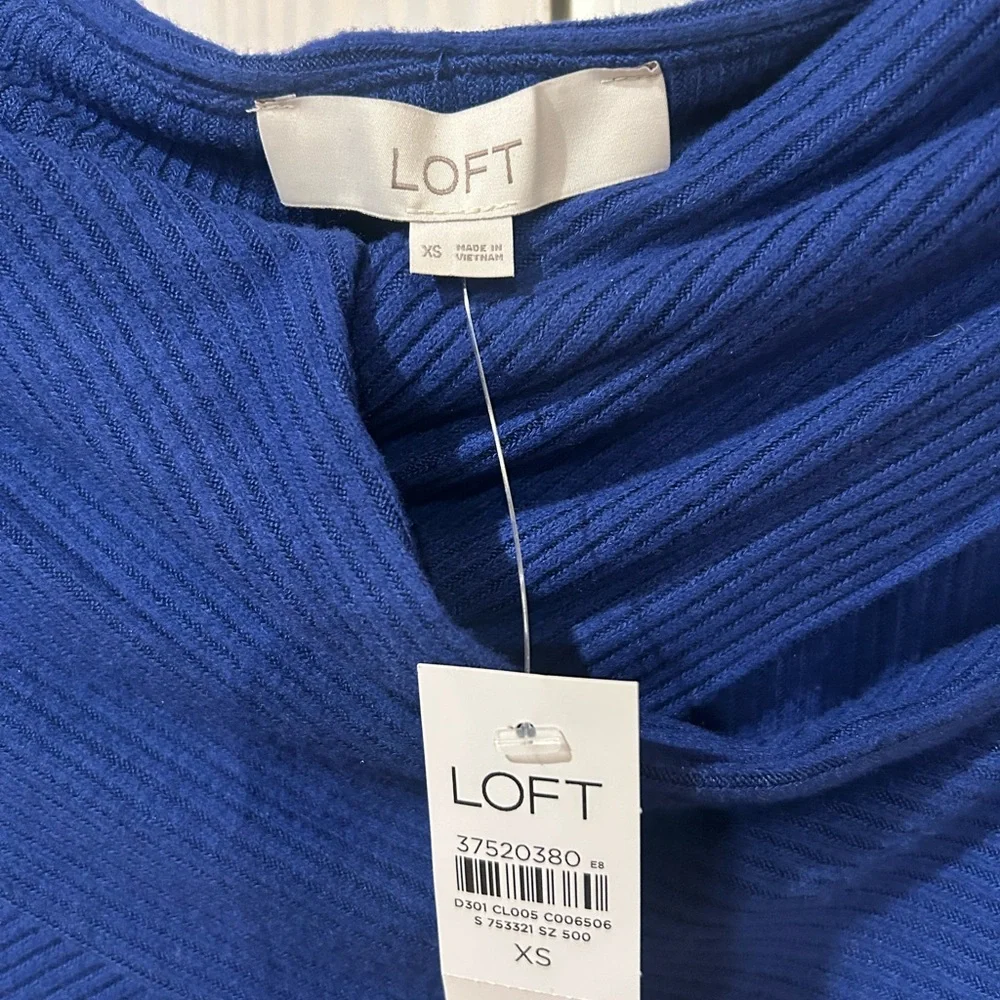 LOFT
XS MADE IN
VIETNAM
LOFT
37520380 E8
D301 CL005 C006506
S 753321 SZ 500
XS